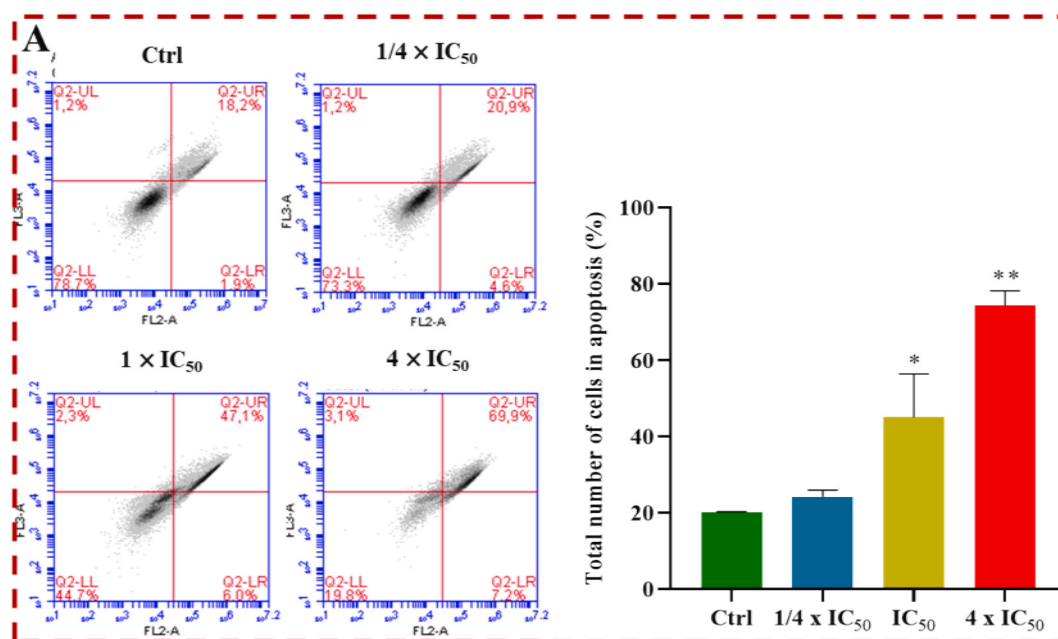 A
Ctrl
1/4 × IC50
Q2-UL
1,2%
Q2-UR
18,2%
Q2-LL
78,7%
Q2-LR
1,9%
FL3-A
FL2-A
Q2-UL
1,2%
Q2-UR
20,9%
Q2-LL
73,3%
Q2-LR
4,6%
FL3-A
FL2-A
1 × IC50
4 × IC50
Q2-UL
2,3%
Q2-UR
47,1%
Q2-LL
44,7%
Q2-LR
6,0%
FL3-A
FL2-A
Q2-UL
3,1%
Q2-UR
69,9%
Q2-LL
19,8%
Q2-LR
7,2%
FL3-A
FL2-A
Total number of cells in apoptosis (%)
100
80
60
40
20
0
*
**
Ctrl
1/4 x IC50
IC50
4 x IC50